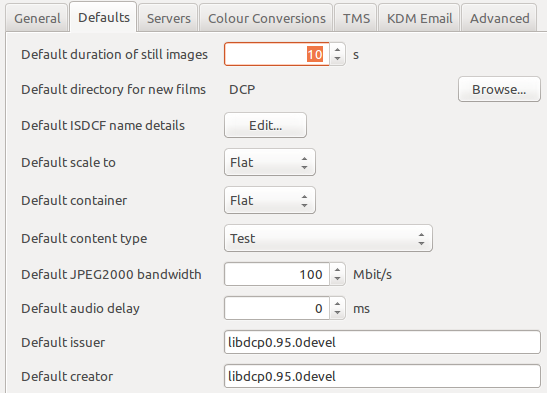 General Defaults Servers Colour Conversions TMS KDM Email Advanced
Default duration of still images 10 s
Default directory for new films DCP Browse...
Default ISDCF name details Edit...
Default scale to Flat
Default container Flat
Default content type Test
Default JPEG2000 bandwidth 100 Mbit/s
Default audio delay 0 ms
Default issuer libdcp0.95.0devel
Default creator libdcp0.95.0devel